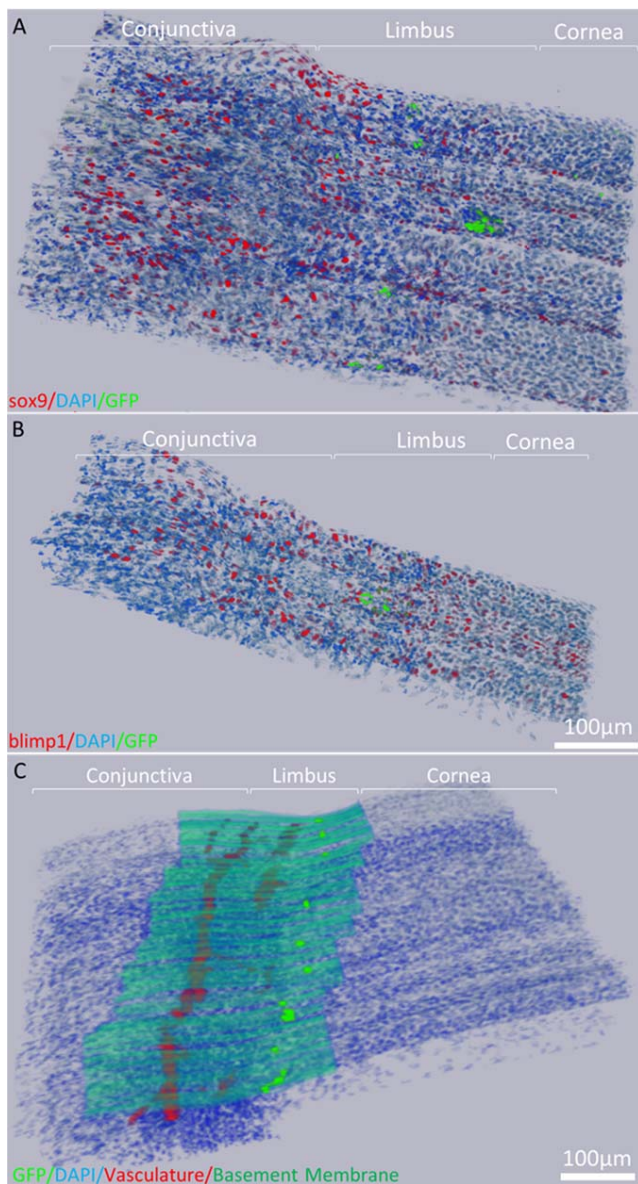 A
Conjunctiva Limbus Cornea
sox9/DAPI/GFP
B
Conjunctiva Limbus Cornea
blimp1/DAPI/GFP
100μm
C
Conjunctiva Limbus Cornea
GFP/DAPI/Vasculature/Basement Membrane
100μm